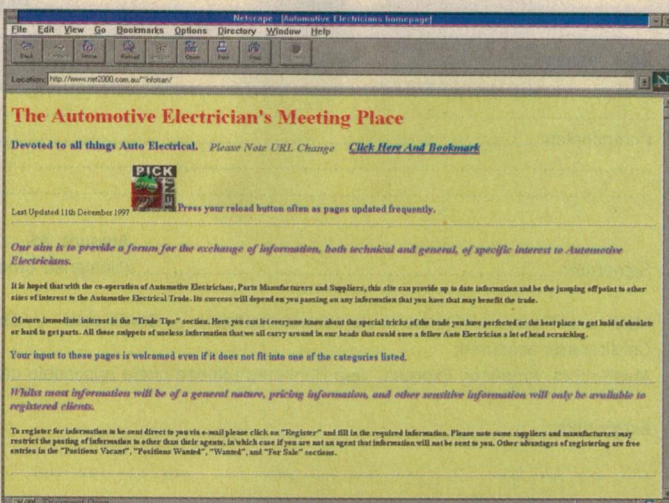 Netscape - [Automotive Electricians homepage]
File Edit View Go Bookmarks Options Directory Window Help
Back Home Reload Open Print Find Stop
Location: http://www.net2000.com.au/~infosan/
The Automotive Electrician's Meeting Place
Devoted to all things Auto Electrical. Please Note URL Change Click Here And Bookmark
PICK
NET
Last Updated 11th December 1997 Press your reload button often as pages updated frequently.
Our aim is to provide a forum for the exchange of information, both technical and general, of specific interest to Automotive
Electricians.
It is hoped that with the co-operation of Automotive Electricians, Parts Manufacturers and Suppliers, this site can provide up to date information and be the jumping off point to other
sites of interest to the Automotive Electrical Trade. Its success will depend on you passing on any information that you have that may benefit the trade.
Of more immediate interest is the "Trade Tips" section. Here you can let everyone know about the special tricks of the trade you have perfected or the best place to get hold of obsolete
or hard to get parts. All those snippets of useless information that we all carry around in our heads that could save a fellow Auto Electrician a lot of head scratching.
Your input to these pages is welcomed even if it does not fit into one of the categories listed.
Whilst most information will be of a general nature, pricing information, and other sensitive information will only be available to
registered clients.
To register for information to be sent direct to you via e-mail please click on "Register" and fill in the required information. Please note some suppliers and manufacturers may
restrict the posting of information to other than their agents, in which case if you are not an agent that information will not be sent to you. Other advantages of registering are free
entries in the "Positions Vacant", "Positions Wanted", "Wanted", and "For Sale" sections.